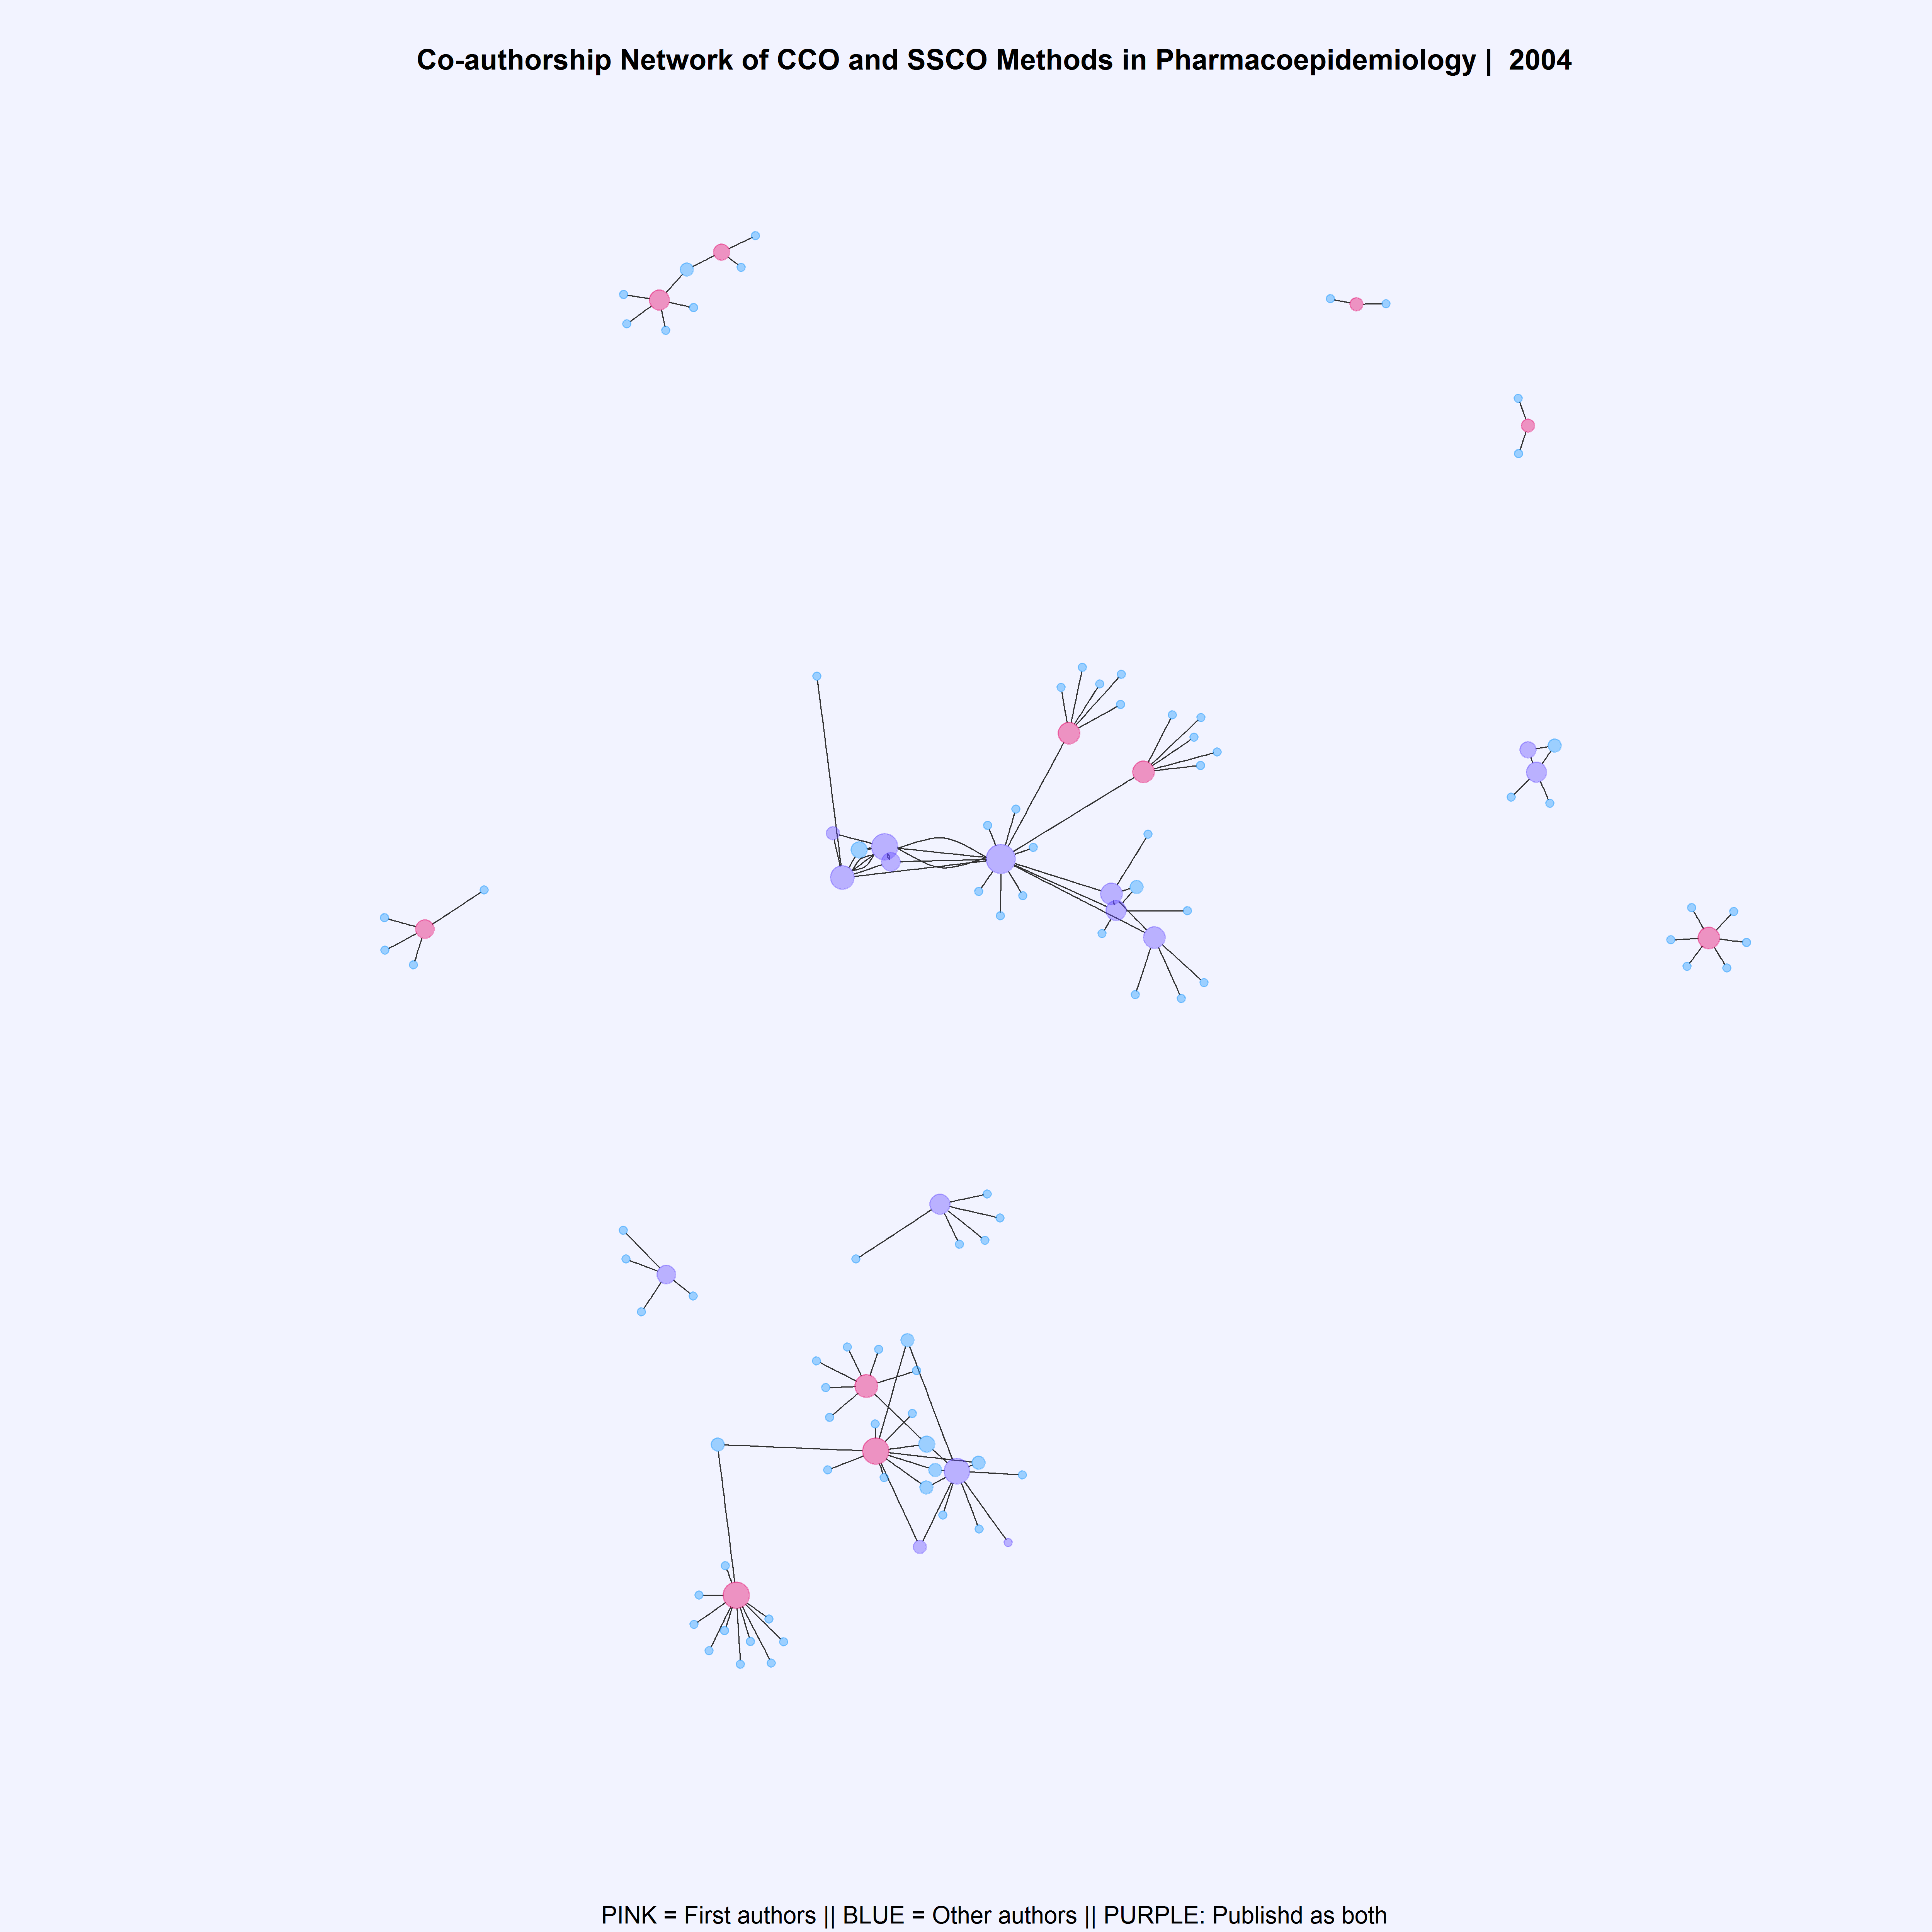 Co-authorship Network of CCO and SSCO Methods in Pharmacoepidemiology | 2004
PINK = First authors || BLUE = Other authors || PURPLE: Publishd as both